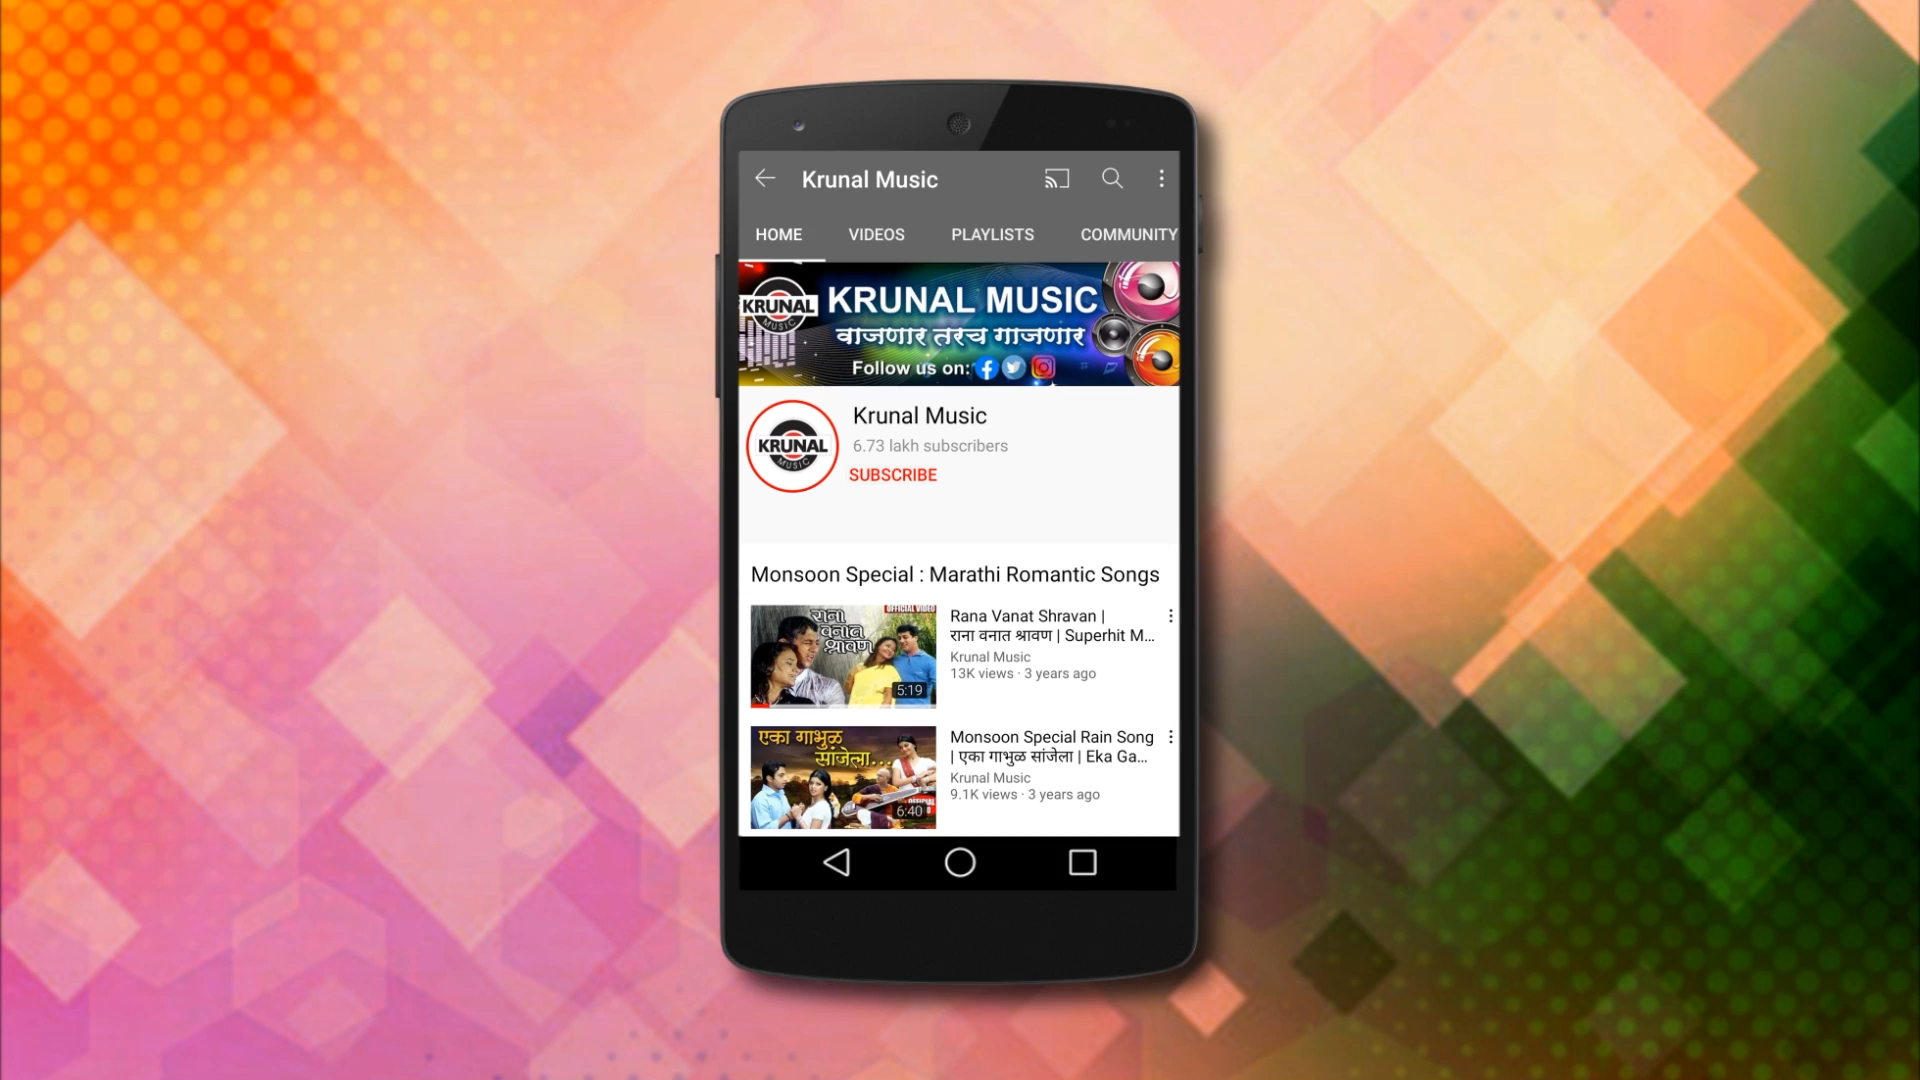 Krunal Music
HOME VIDEOS PLAYLISTS COMMUNITY
KRUNAL
MUSIC
KRUNAL MUSIC
वाजणार तरच गाजणार
Follow us on:
KRUNAL
MUSIC
Krunal Music
6.73 lakh subscribers
SUBSCRIBE
Monsoon Special : Marathi Romantic Songs
OFFICIAL VIDEO
राना
वनात
श्रावण
5:19
Rana Vanat Shravan |
राना वनात श्रावण | Superhit M...
Krunal Music
13K views · 3 years ago
एका गाभुळ
सांजेला...
OFFICIAL
6:40
Monsoon Special Rain Song
| एका गाभुळ सांजेला | Eka Ga...
Krunal Music
9.1K views · 3 years ago